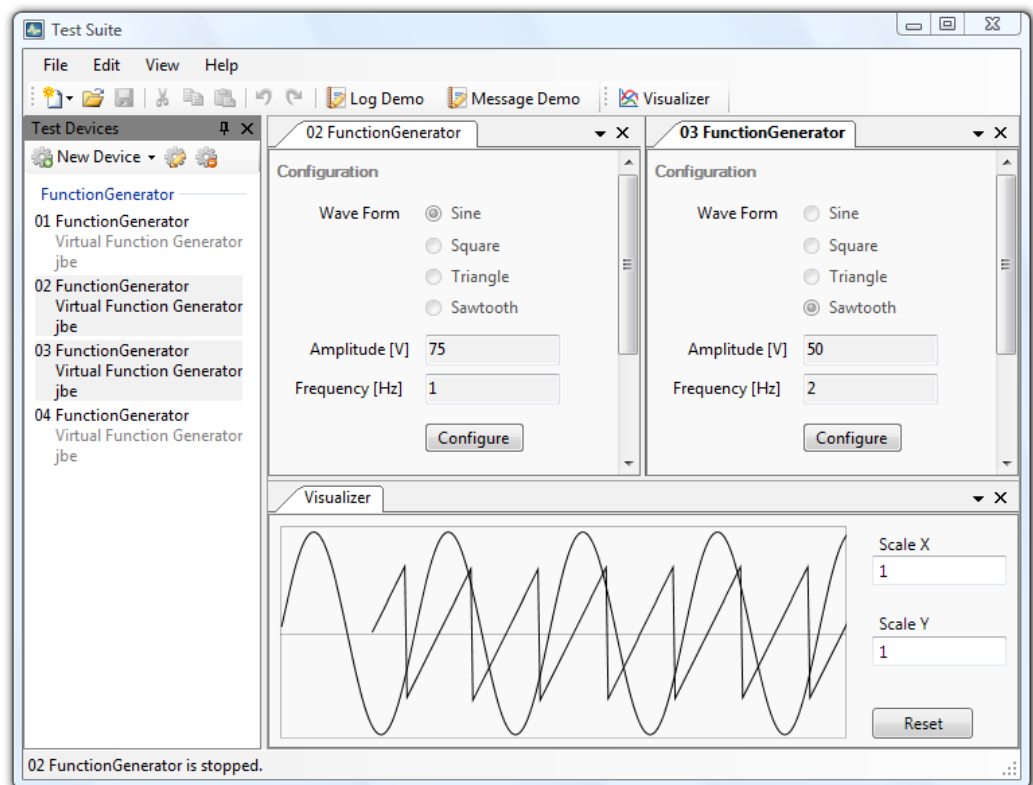 Test Suite
File Edit View Help
Log Demo Message Demo Visualizer
Test Devices
New Device
FunctionGenerator
01 FunctionGenerator
Virtual Function Generator
jbe
02 FunctionGenerator
Virtual Function Generator
jbe
03 FunctionGenerator
Virtual Function Generator
jbe
04 FunctionGenerator
Virtual Function Generator
jbe
02 FunctionGenerator
Configuration
Wave Form Sine
Square
Triangle
Sawtooth
Amplitude [V] 75
Frequency [Hz] 1
Configure
03 FunctionGenerator
Configuration
Wave Form Sine
Square
Triangle
Sawtooth
Amplitude [V] 50
Frequency [Hz] 2
Configure
Visualizer
Scale X
1
Scale Y
1
Reset
02 FunctionGenerator is stopped.